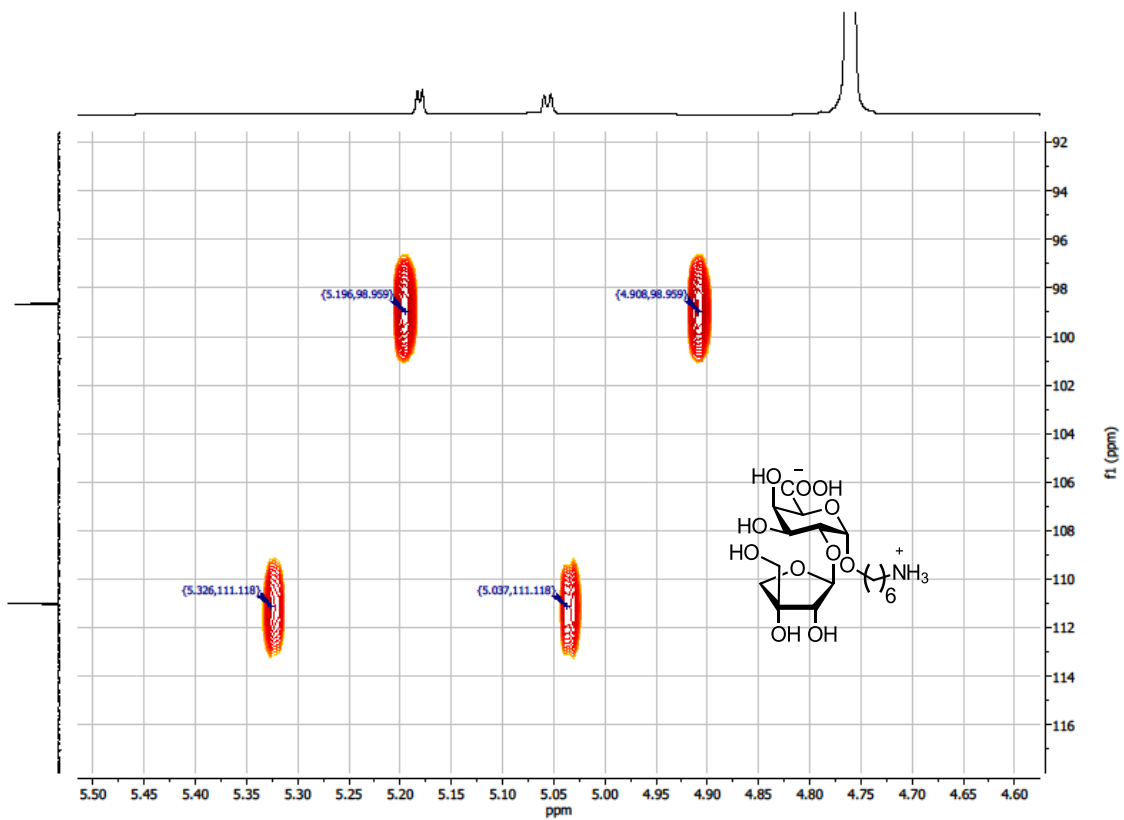 92
94
96
{5.196,98.959} {4.908,98.959} 98
100
102
104
f1 (ppm)
106
HO − COOH
O
108
HO
HO O + 
O O NH3
{5.326,111.118} {5.037,111.118} 110
6
112
OH OH
114
116
5.50 5.45 5.40 5.35 5.30 5.25 5.20 5.15 5.10 5.05 5.00 4.95 4.90 4.85 4.80 4.75 4.70 4.65 4.60
ppm